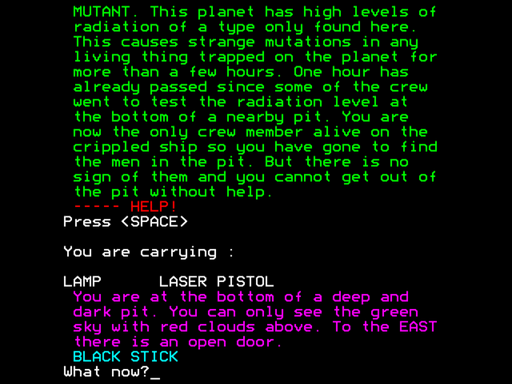 MUTANT. This planet has high levels of
radiation of a type only found here.
This causes strange mutations in any
living thing trapped on the planet for
more than a few hours. One hour has
already passed since some of the crew
went to test the radiation level at
the bottom of a nearby pit. You are
now the only crew member alive on the
crippled ship so you have gone to find
the men in the pit. But there is no
sign of them and you cannot get out of
the pit without help.
----- HELP!
Press <SPACE>
You are carrying :
LAMP LASER PISTOL
You are at the bottom of a deep and
dark pit. You can only see the green
sky with red clouds above. To the EAST
there is an open door.
BLACK STICK
What now?_